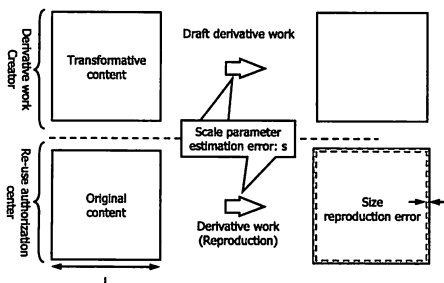 Derivative work
Creator
Transformative
content
Draft derivative work
Scale parameter
estimation error: s
Re-use authorization
center
Original
content
Derivative work
(Reproduction)
Size
reproduction error